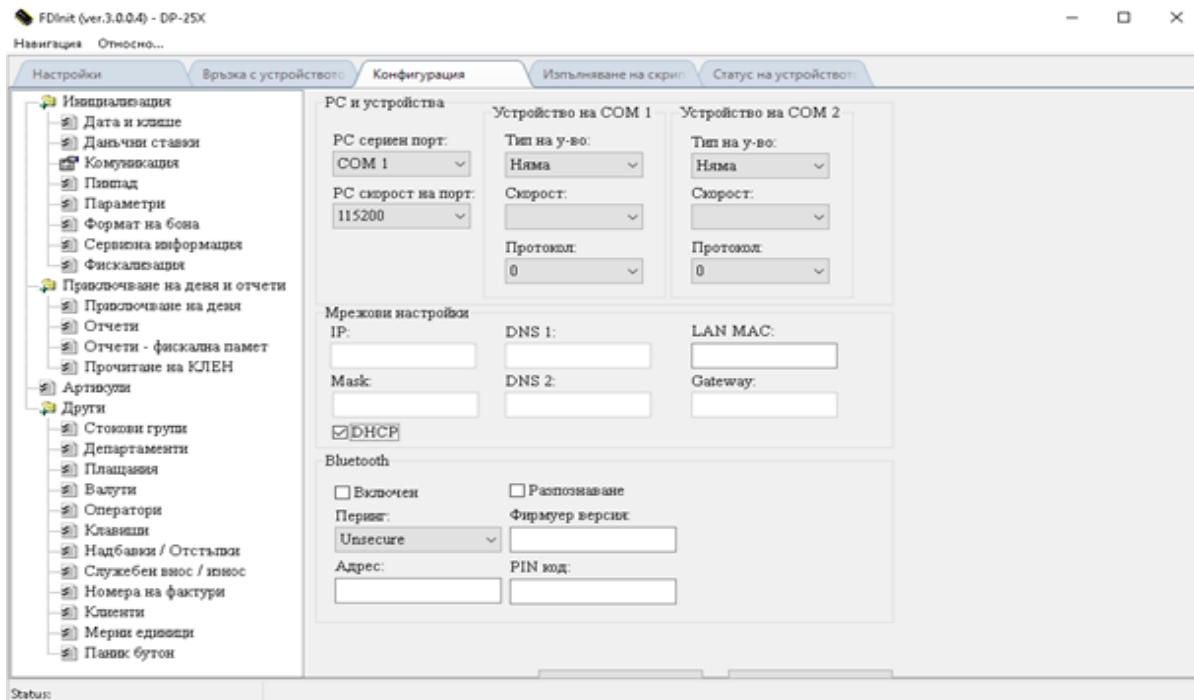 FDInit (ver.3.0.0.4) - DP-25X
Навигация Относно...
Настройки Връзка с устройството Конфигурация Изпълняване на скрип Статус на устройство
Инициализация
Дата и клише
Данъчни ставки
Комуникация
Пинпад
Параметри
Формат на бона
Сервизна информация
Фискализация
Приключване на деня и отчети
Приключване на деня
Отчети
Отчети - фискална памет
Прочитане на КЛЕН
Артикули
Други
Стокови групи
Департаменти
Плащания
Валути
Оператори
Клавиши
Надбавки / Отстъпки
Служебен внос / износ
Номера на фактури
Клиенти
Мерни единици
Паник бутон
PC и устройства
Устройство на COM 1 Устройство на COM 2
PC сериен порт: Тип на у-во: Тип на у-во:
COM 1 Няма Няма
PC скорост на порт: Скорост: Скорост:
115200
Протокол: Протокол:
0 0
Мрежови настройки
IP: DNS 1: LAN MAC:
Mask: DNS 2: Gateway:
DHCP
Bluetooth
Включен Разпознаване
Перинг: Фирмуер версия:
Unsecure
Адрес: PIN код:
Status: